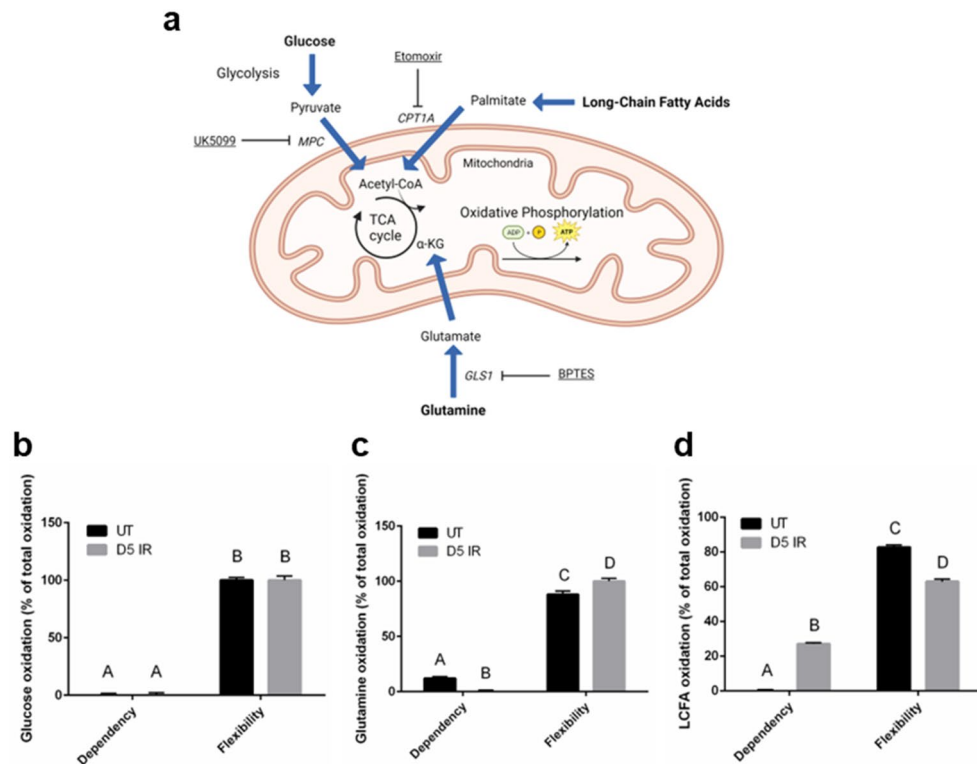 a
Glucose
Glycolysis
Pyruvate
UK5099
MPC
Etomoxir
CPT1A
Palmitate
Long-Chain Fatty Acids
Mitochondria
Acetyl-CoA
TCA
cycle
α-KG
Oxidative Phosphorylation
ADP + P ATP
Glutamate
GLS1
BPTES
Glutamine
b
Glucose oxidation (% of total oxidation)
150
100
50
0
UT
D5 IR
A A B B
Dependency
Flexibility
c
Glutamine oxidation (% of total oxidation)
150
100
50
0
UT
D5 IR
A B C D
Dependency
Flexibility
d
LCFA oxidation (% of total oxidation)
100
80
60
40
20
0
UT
D5 IR
A B C D
Dependency
Flexibility